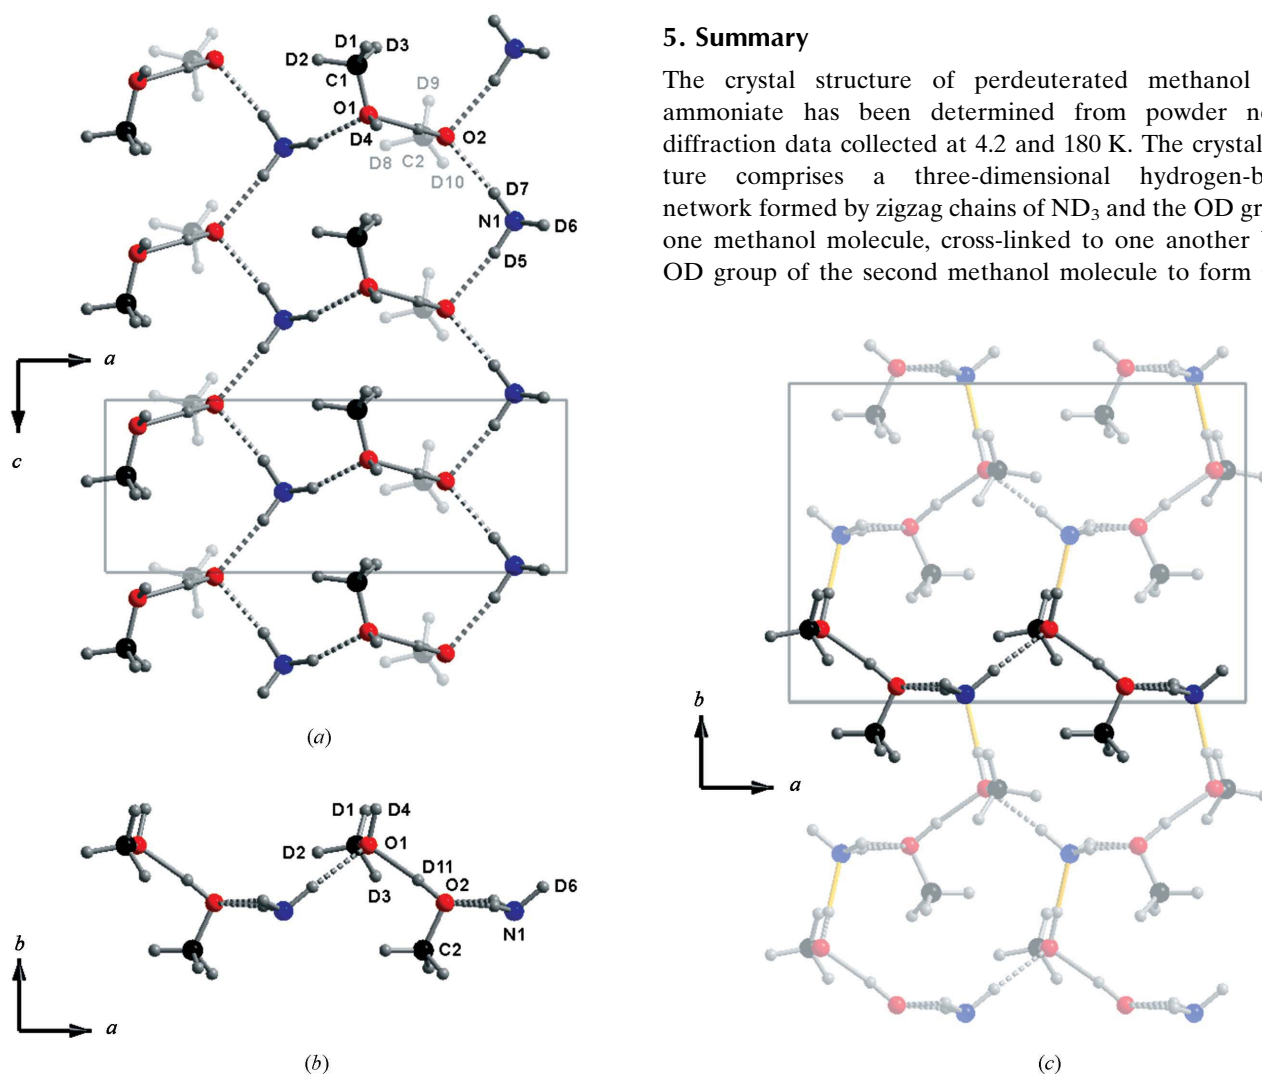 D1
D3
D2
C1
D9
O1
D4
O2
D8
C2
D10
D7
N1
D6
D5
a
c
(a)
D1
D4
D2
O1
D11
D3
O2
D6
C2
N1
b
a
(b)
5. Summary
The crystal structure of perdeuterated methanol
ammoniate has been determined from powder ne
diffraction data collected at 4.2 and 180 K. The crystal
ture comprises a three-dimensional hydrogen-b
network formed by zigzag chains of ND₃ and the OD gr
one methanol molecule, cross-linked to one another
OD group of the second methanol molecule to form
b
a
(c)